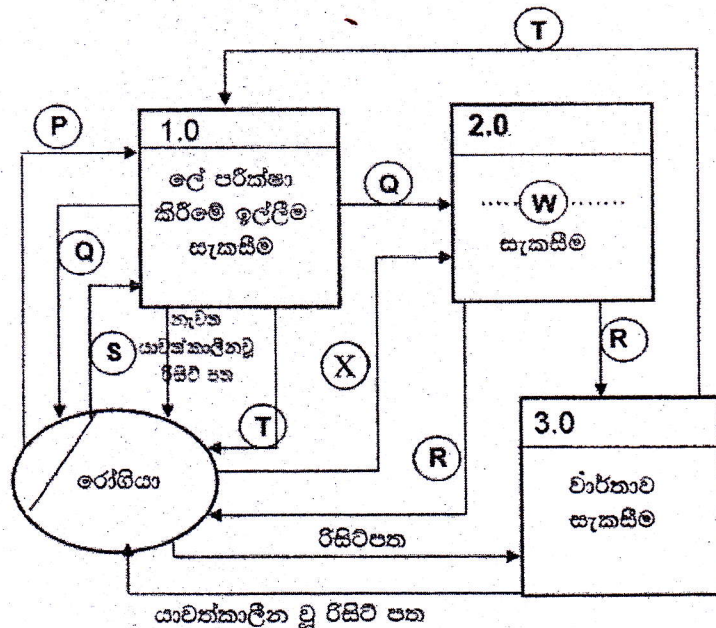 T
P
1.0
ලේ පරීක්ෂා
කිරීමේ ඉල්ලීම
සැකසීම
Q
2.0
........ W ........
සැකසීම
Q
S
නැවත
යාවත්කාලීනවූ
රිසිට් පත
X
R
T
R
3.0
වාර්තාව
සැකසීම
රෝගියා
රිසිට්පත
යාවත්කාලීන වූ රිසිට් පත